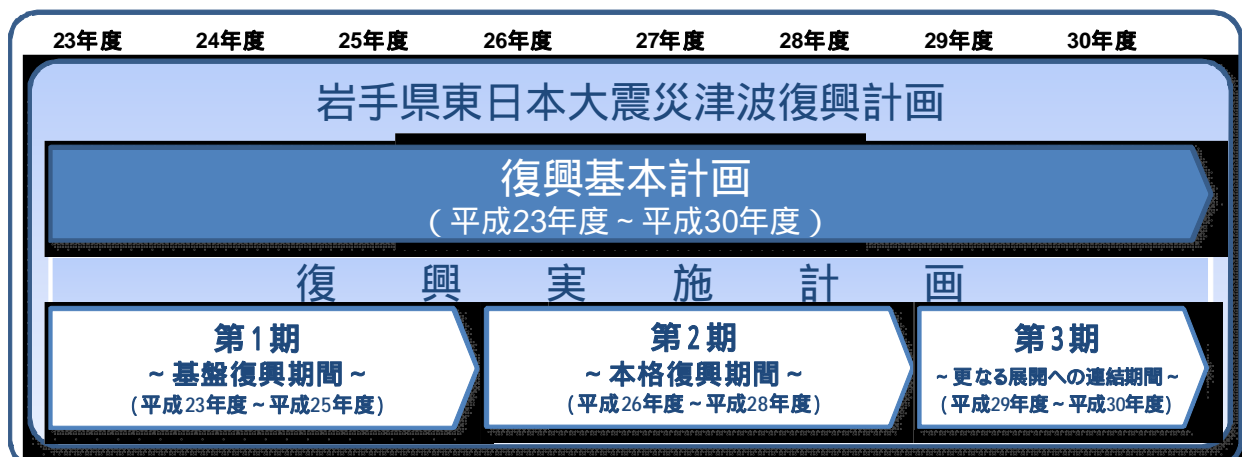 23年度 24年度 25年度 26年度 27年度 28年度 29年度 30年度
岩手県東日本大震災津波復興計画
復興基本計画
（平成23年度～平成30年度）
復興実施計画
第1期
～基盤復興期間～
(平成23年度～平成25年度)
第2期
～本格復興期間～
(平成26年度～平成28年度)
第3期
～更なる展開への連結期間～
(平成29年度～平成30年度)